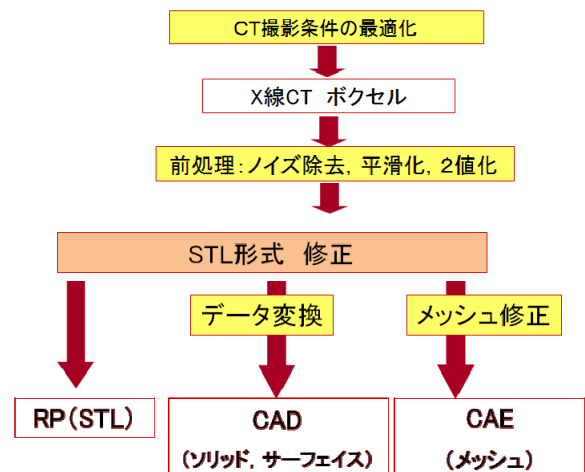 CT撮影条件の最適化
X線CT ボクセル
前処理:ノイズ除去, 平滑化, 2値化
STL形式 修正
データ変換
メッシュ修正
RP(STL)
CAD
(ソリッド, サーフェイス)
CAE
(メッシュ)